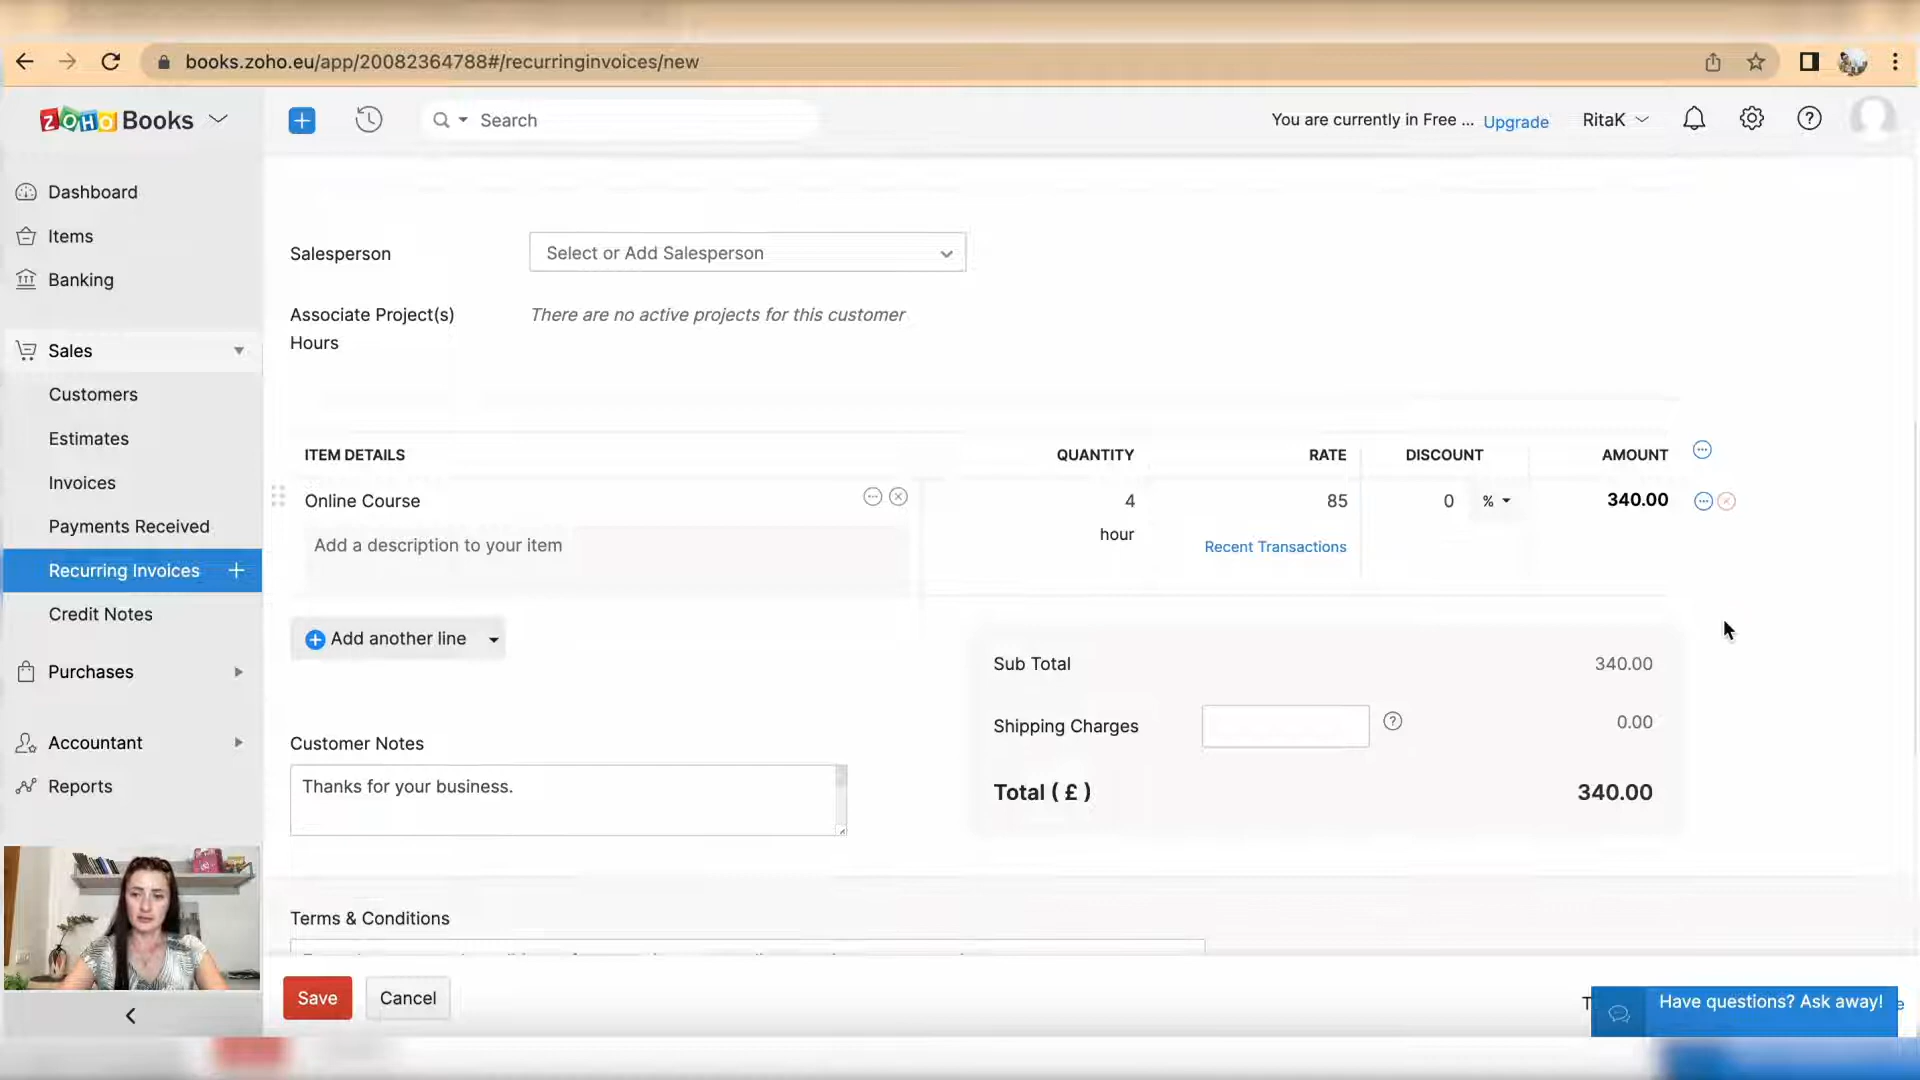 books.zoho.eu/app/20082364788#/recurringinvoices/new
ZOHO Books
Search
You are currently in Free ... Upgrade
RitaK
Dashboard
Items
Banking
Sales
Customers
Estimates
Invoices
Payments Received
Recurring Invoices +
Credit Notes
Purchases
Accountant
Reports
Salesperson
Select or Add Salesperson
Associate Project(s)
Hours
There are no active projects for this customer
ITEM DETAILS QUANTITY RATE DISCOUNT AMOUNT
Online Course 4 85 0 % 340.00
hour
Recent Transactions
Add a description to your item
Add another line
Sub Total 340.00
Shipping Charges 0.00
Total ( £ ) 340.00
Customer Notes
Thanks for your business.
Terms & Conditions
Save Cancel
Have questions? Ask away!